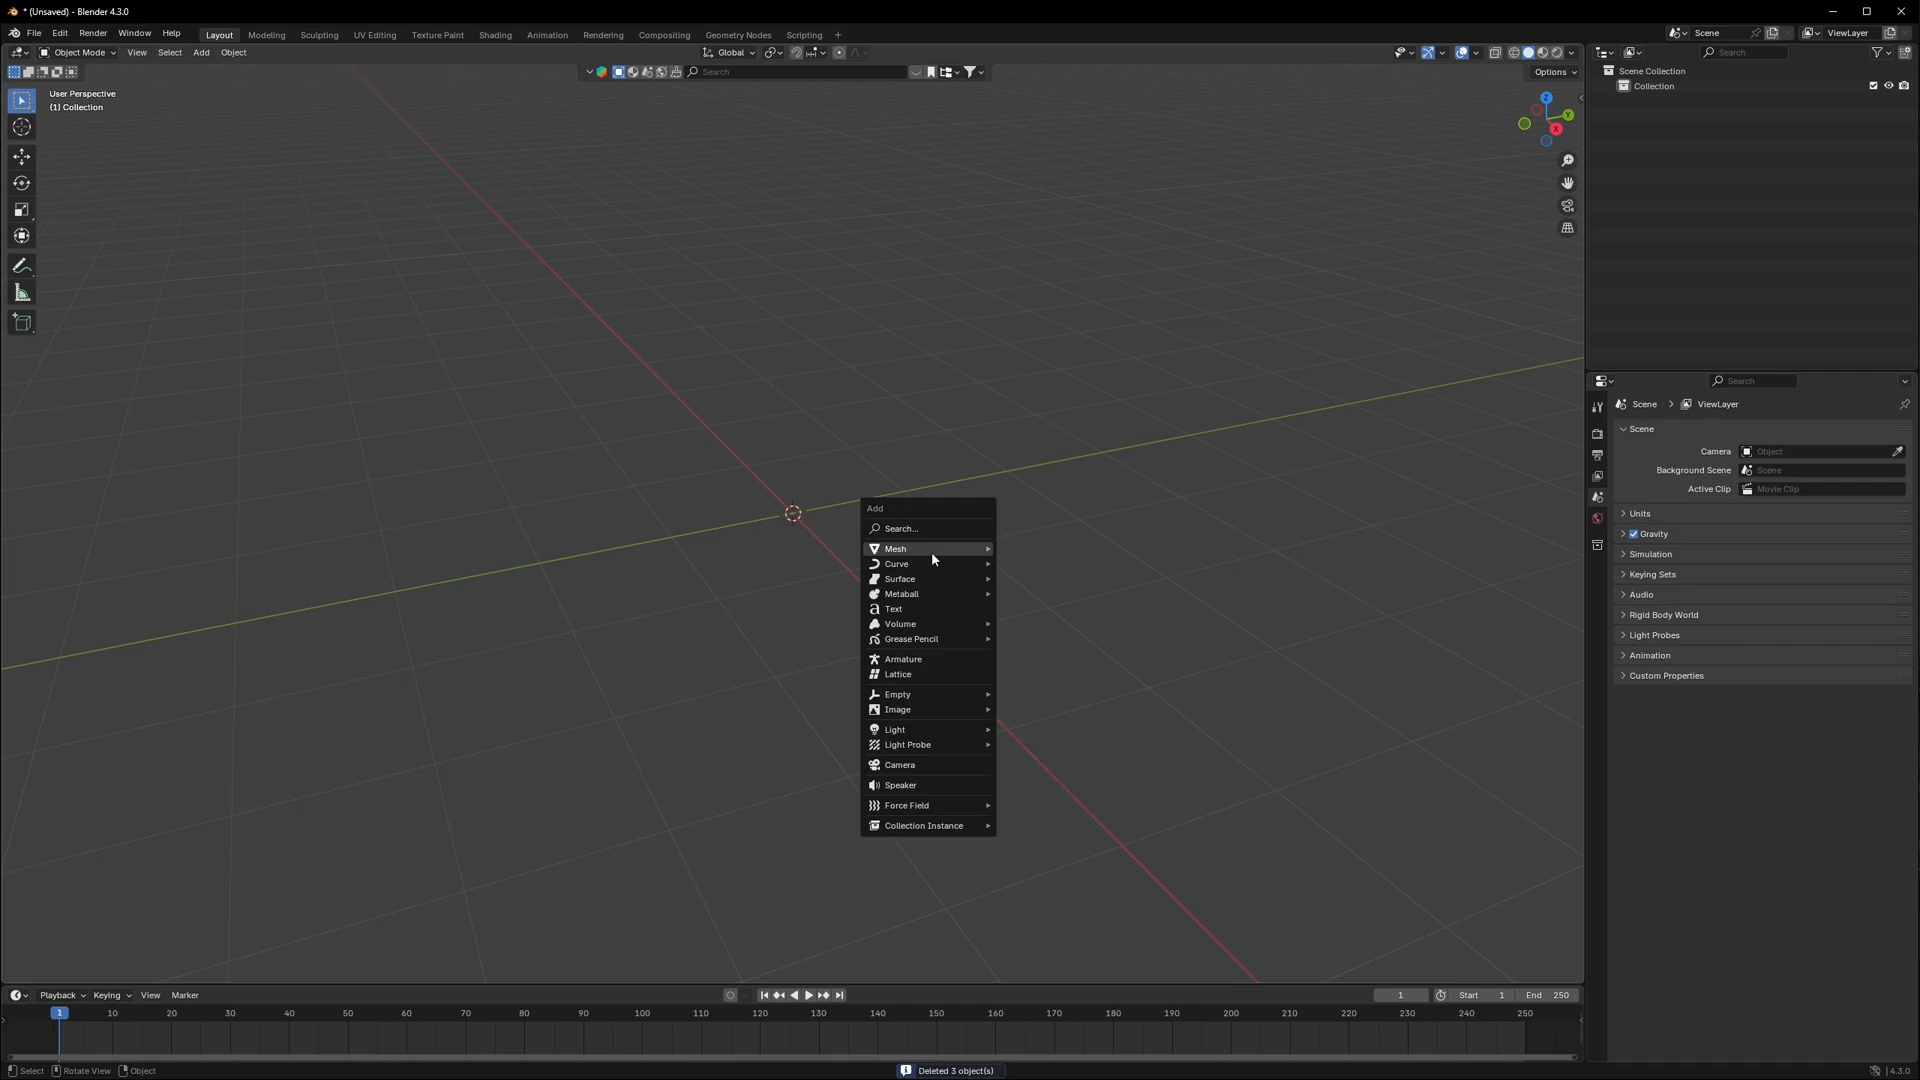 * (Unsaved) - Blender 4.3.0
File Edit Render Window Help Layout Modeling Sculpting UV Editing Texture Paint Shading Animation Rendering Compositing Geometry Nodes Scripting +
Scene ViewLayer
Object Mode View Select Add Object Global
Search
Search
Options
User Perspective
(1) Collection
Z
Y
X
Scene Collection
Collection
Add
Search...
Mesh
Curve
Surface
Metaball
Text
Volume
Grease Pencil
Armature
Lattice
Empty
Image
Light
Light Probe
Camera
Speaker
Force Field
Collection Instance
Search
Scene > ViewLayer
Scene
Camera Object
Background Scene Scene
Active Clip Movie Clip
Units
Gravity
Simulation
Keying Sets
Audio
Rigid Body World
Light Probes
Animation
Custom Properties
Playback Keying View Marker 1 Start 1 End 250
1 10 20 30 40 50 60 70 80 90 100 110 120 130 140 150 160 170 180 190 200 210 220 230 240 250
Select Rotate View Object Deleted 3 object(s) 4.3.0